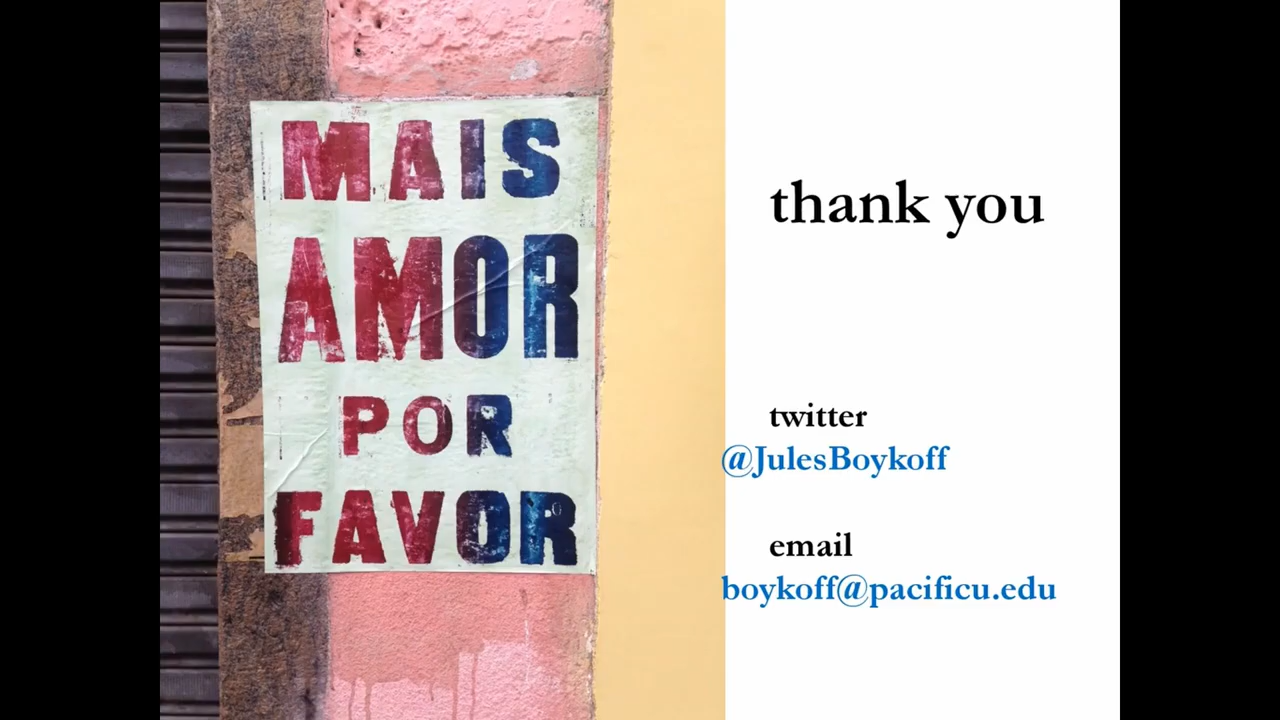 MAIS
AMOR
POR
FAVOR
thank you
twitter
@JulesBoykoff
email
boykoff@pacificu.edu